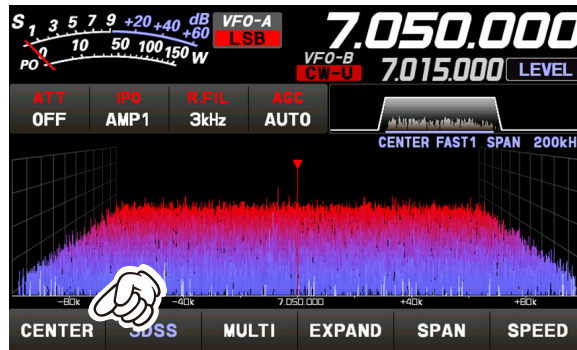 S 1 3 5 7 9 +20 +40 +60 dB
VFO-A
LSB
7.050.000
PO 0 10 50 100 150 W
VFO-B
CW-U
7.015.000
LEVEL
ATT IPO R.FIL AGC
OFF AMP1 3kHz AUTO
CENTER FAST1 SPAN 200kH
-80k -40k 7.050.000 +40k +80k
CENTER 3DSS MULTI EXPAND SPAN SPEED